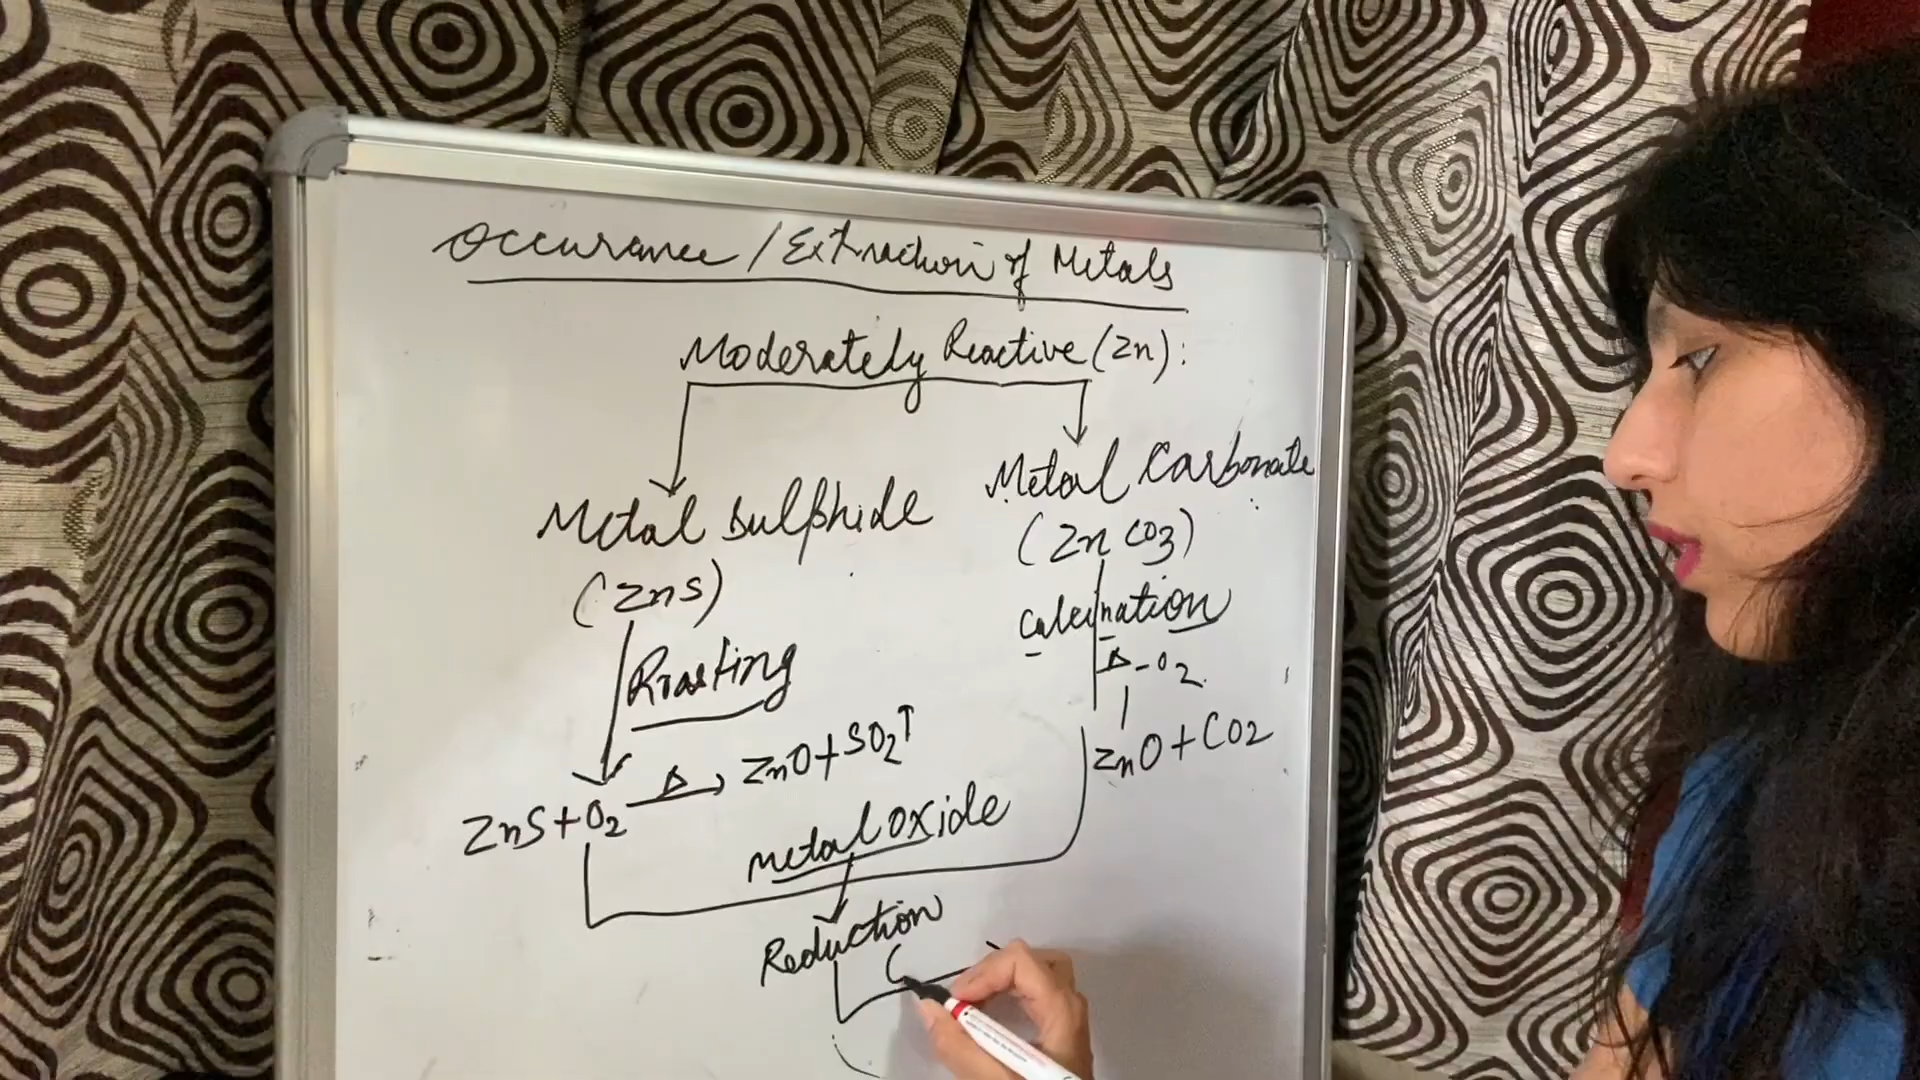 Occurance / Extraction of Metals
Moderately Reactive (Zn):
Metal Sulphide
(ZnS)
Roasting
ZnS + O2 Δ→ ZnO + SO2↑
Metal Carbonate
(ZnCO3)
Calcination
Δ - O2
ZnO + CO2
Metal oxide
Reduction
C